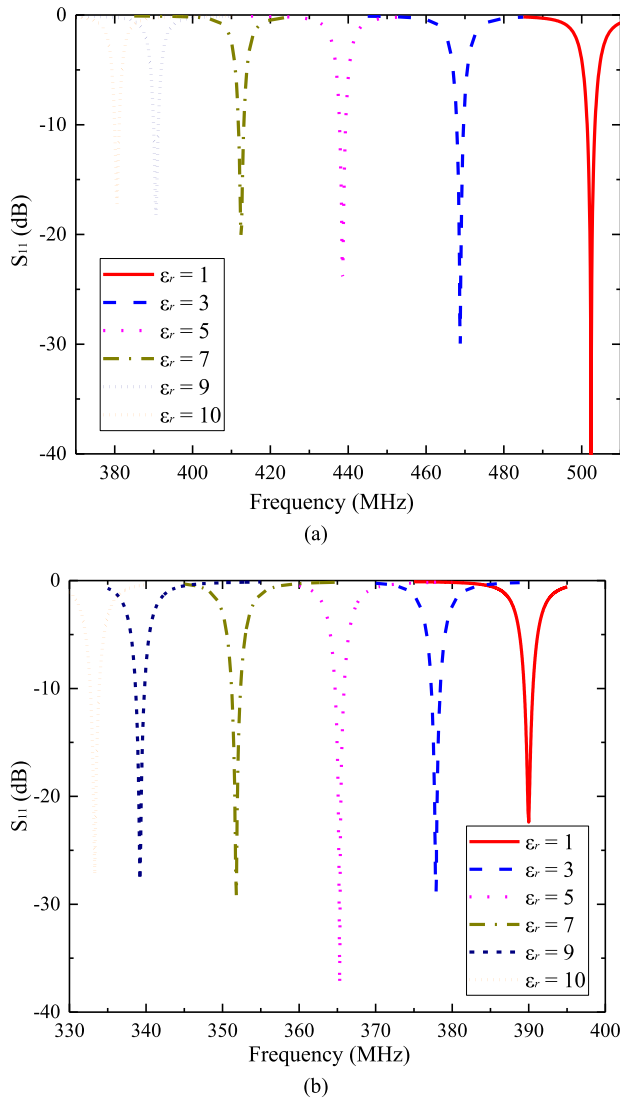 0
-10
-20
-30
-40
S₁₁ (dB)
εᵣ = 1
εᵣ = 3
εᵣ = 5
εᵣ = 7
εᵣ = 9
εᵣ = 10
380 400 420 440 460 480 500
Frequency (MHz)
(a)
0
-10
-20
-30
-40
S₁₁ (dB)
εᵣ = 1
εᵣ = 3
εᵣ = 5
εᵣ = 7
εᵣ = 9
εᵣ = 10
330 340 350 360 370 380 390 400
Frequency (MHz)
(b)